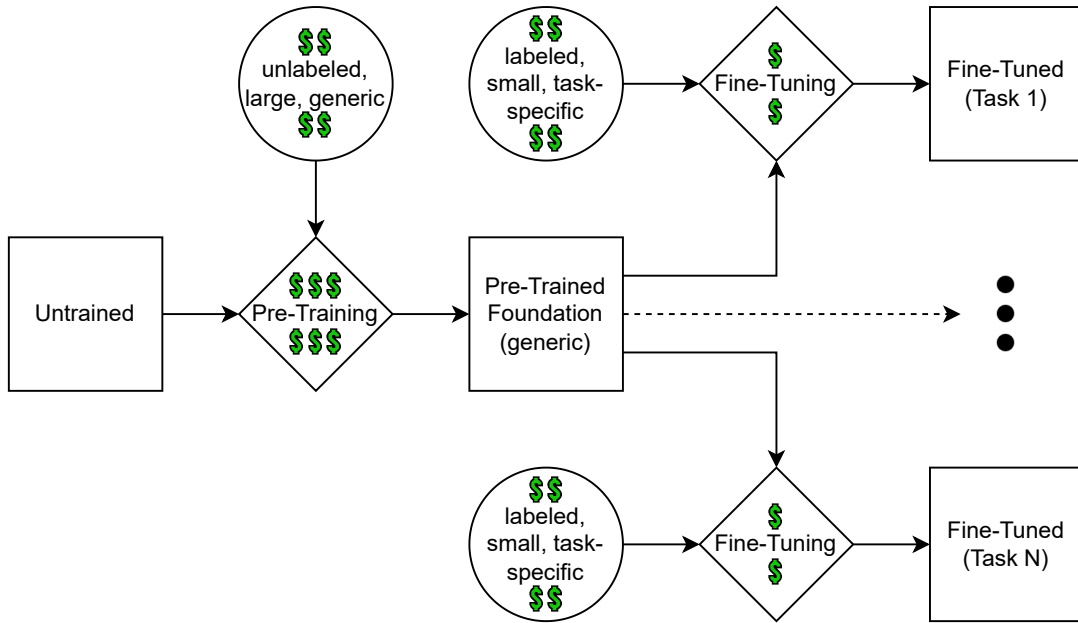 $$
unlabeled,
large, generic
$$
$$
labeled,
small, task-
specific
$$
$
Fine-Tuning
$
Fine-Tuned
(Task 1)
Untrained
$$$
Pre-Training
$$$
Pre-Trained
Foundation
(generic)
$$
labeled,
small, task-
specific
$$
$
Fine-Tuning
$
Fine-Tuned
(Task N)